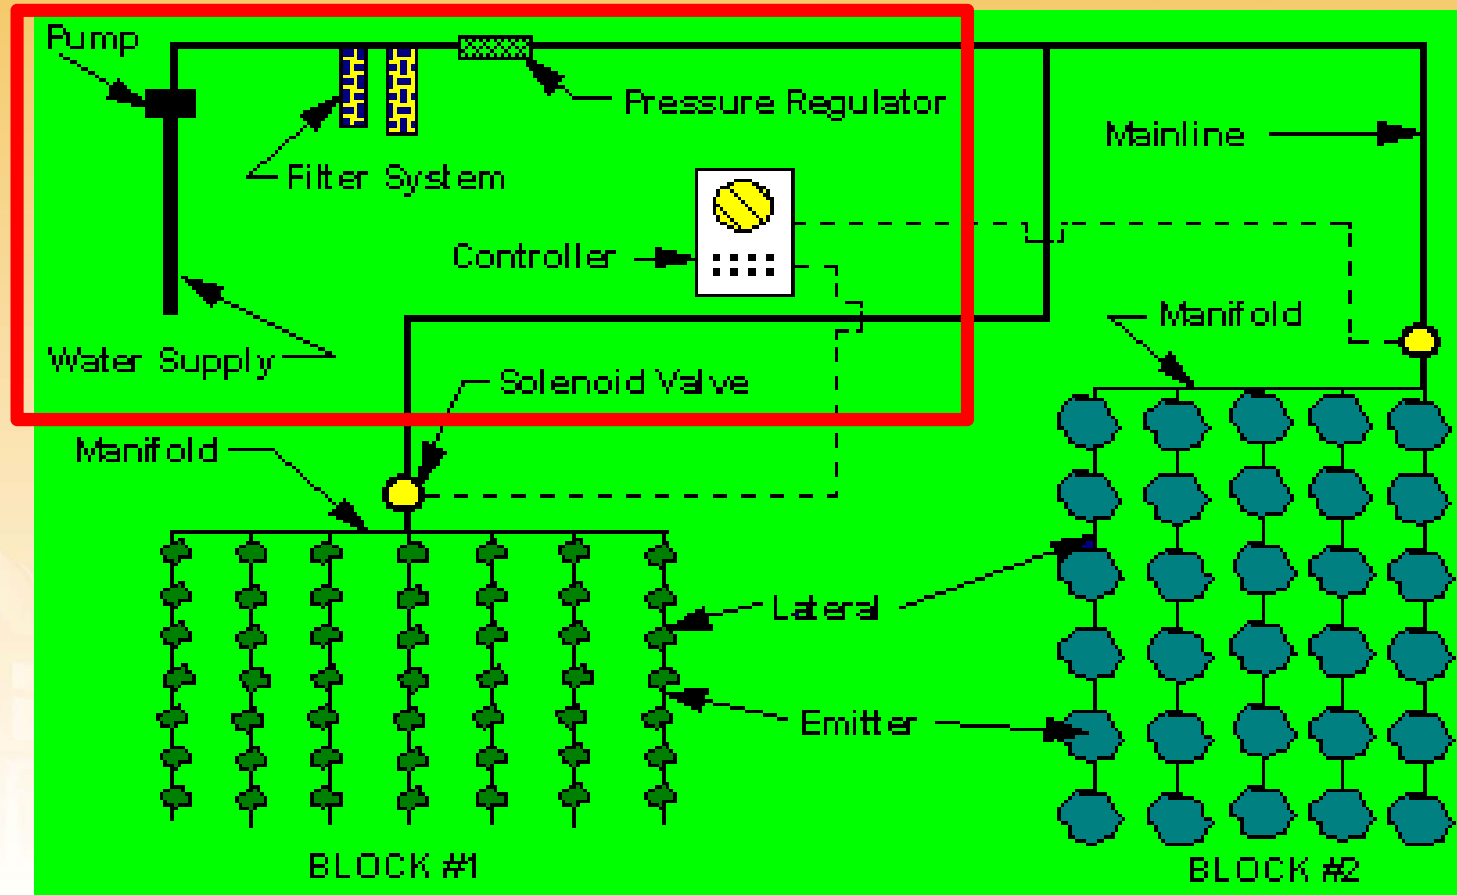 Pump
Pressure Regulator
Mainline
Filter System
Controller
Manifold
Water Supply
Solenoid Valve
Manifold
Lateral
Emitter
BLOCK #1
BLOCK #2